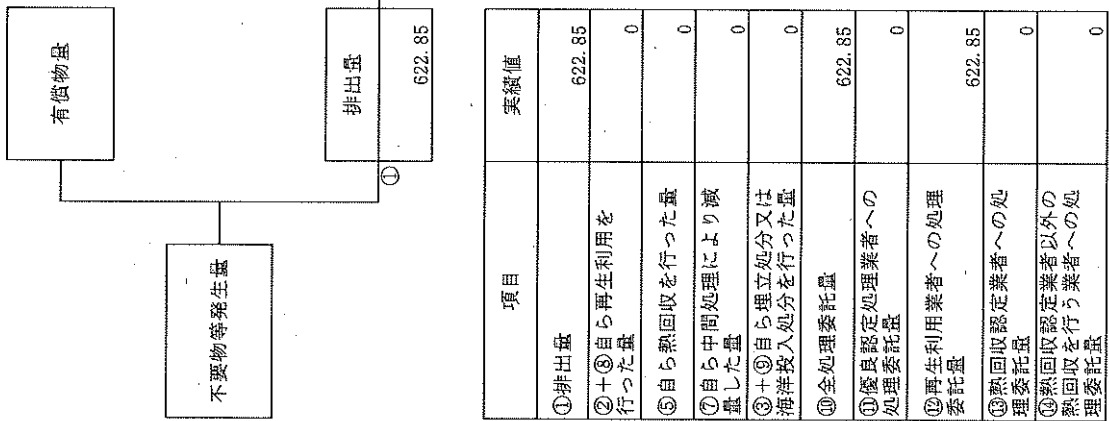 不要物等発生量
有償物量
排出量
①
622.85
項目
実績値
①排出量
622.85
②+⑧自ら再生利用を
行った量
0
⑤自ら熱回収を行った量
0
⑦自ら中間処理により減
量した量
0
③+⑨自ら埋立処分又は
海洋投入処分を行った量
0
⑩全処理委託量
622.85
⑪優良認定処理業者への
処理委託量
0
⑫再生利用業者への処理
委託量
622.85
⑬熱回収認定業者への処
理委託量
0
⑭熱回収認定業者以外の
熱回収を行う業者への処
理委託量
0